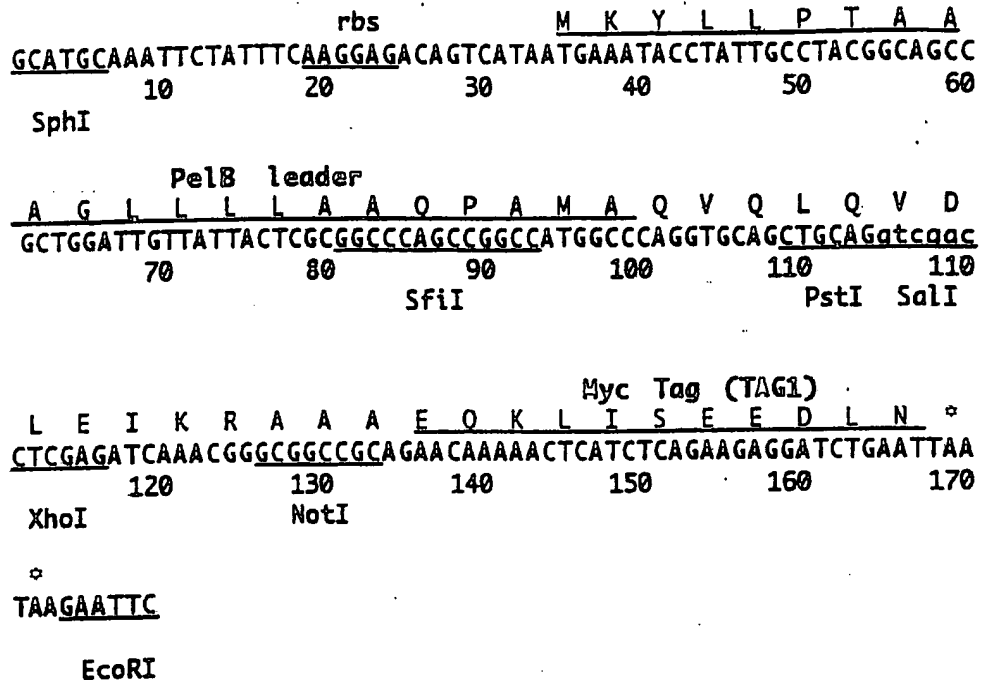 rbs M K Y L L P T A A
GCATGCAAATTCTATTTCAAGGAGACAGTCATAATGAAATACCTATTGCCTACGGCAGCC
10 20 30 40 50 60
SphI
PelB leader
A G L L L L A A Q P A M A Q V Q L Q V D
GCTGGATTGTTATTACTCGCGGCCCAGCCGGCCATGGCCCAGGTGCAGCTGCAGatcgac
70 80 90 100 110 110
SfiI PstI SalI
Myc Tag (TAG1)
L E I K R A A A E Q K L I S E E D L N *
CTCGAGATCAAACGGGCGGCCGCAGAACAAAAACTCATCTCAGAAGAGGATCTGAATTAA
120 130 140 150 160 170
XhoI NotI
*
TAAGAATTC
EcoRI